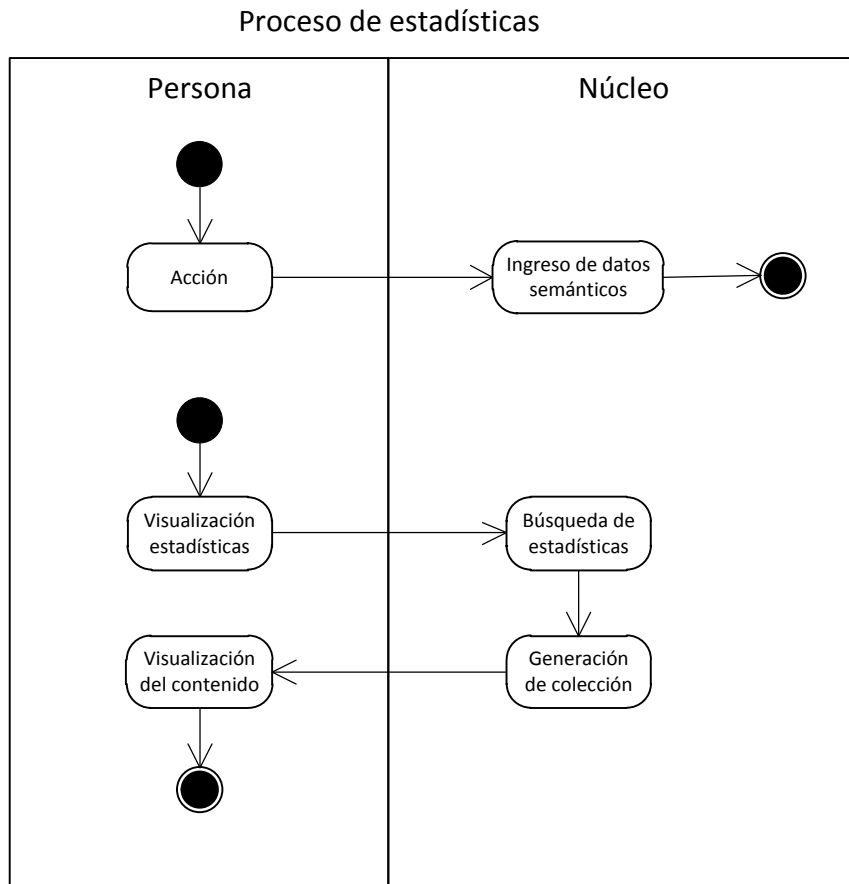 Proceso de estadísticas
Persona
Núcleo
Acción
Ingreso de datos
semánticos
Visualización
estadísticas
Búsqueda de
estadísticas
Visualización
del contenido
Generación
de colección